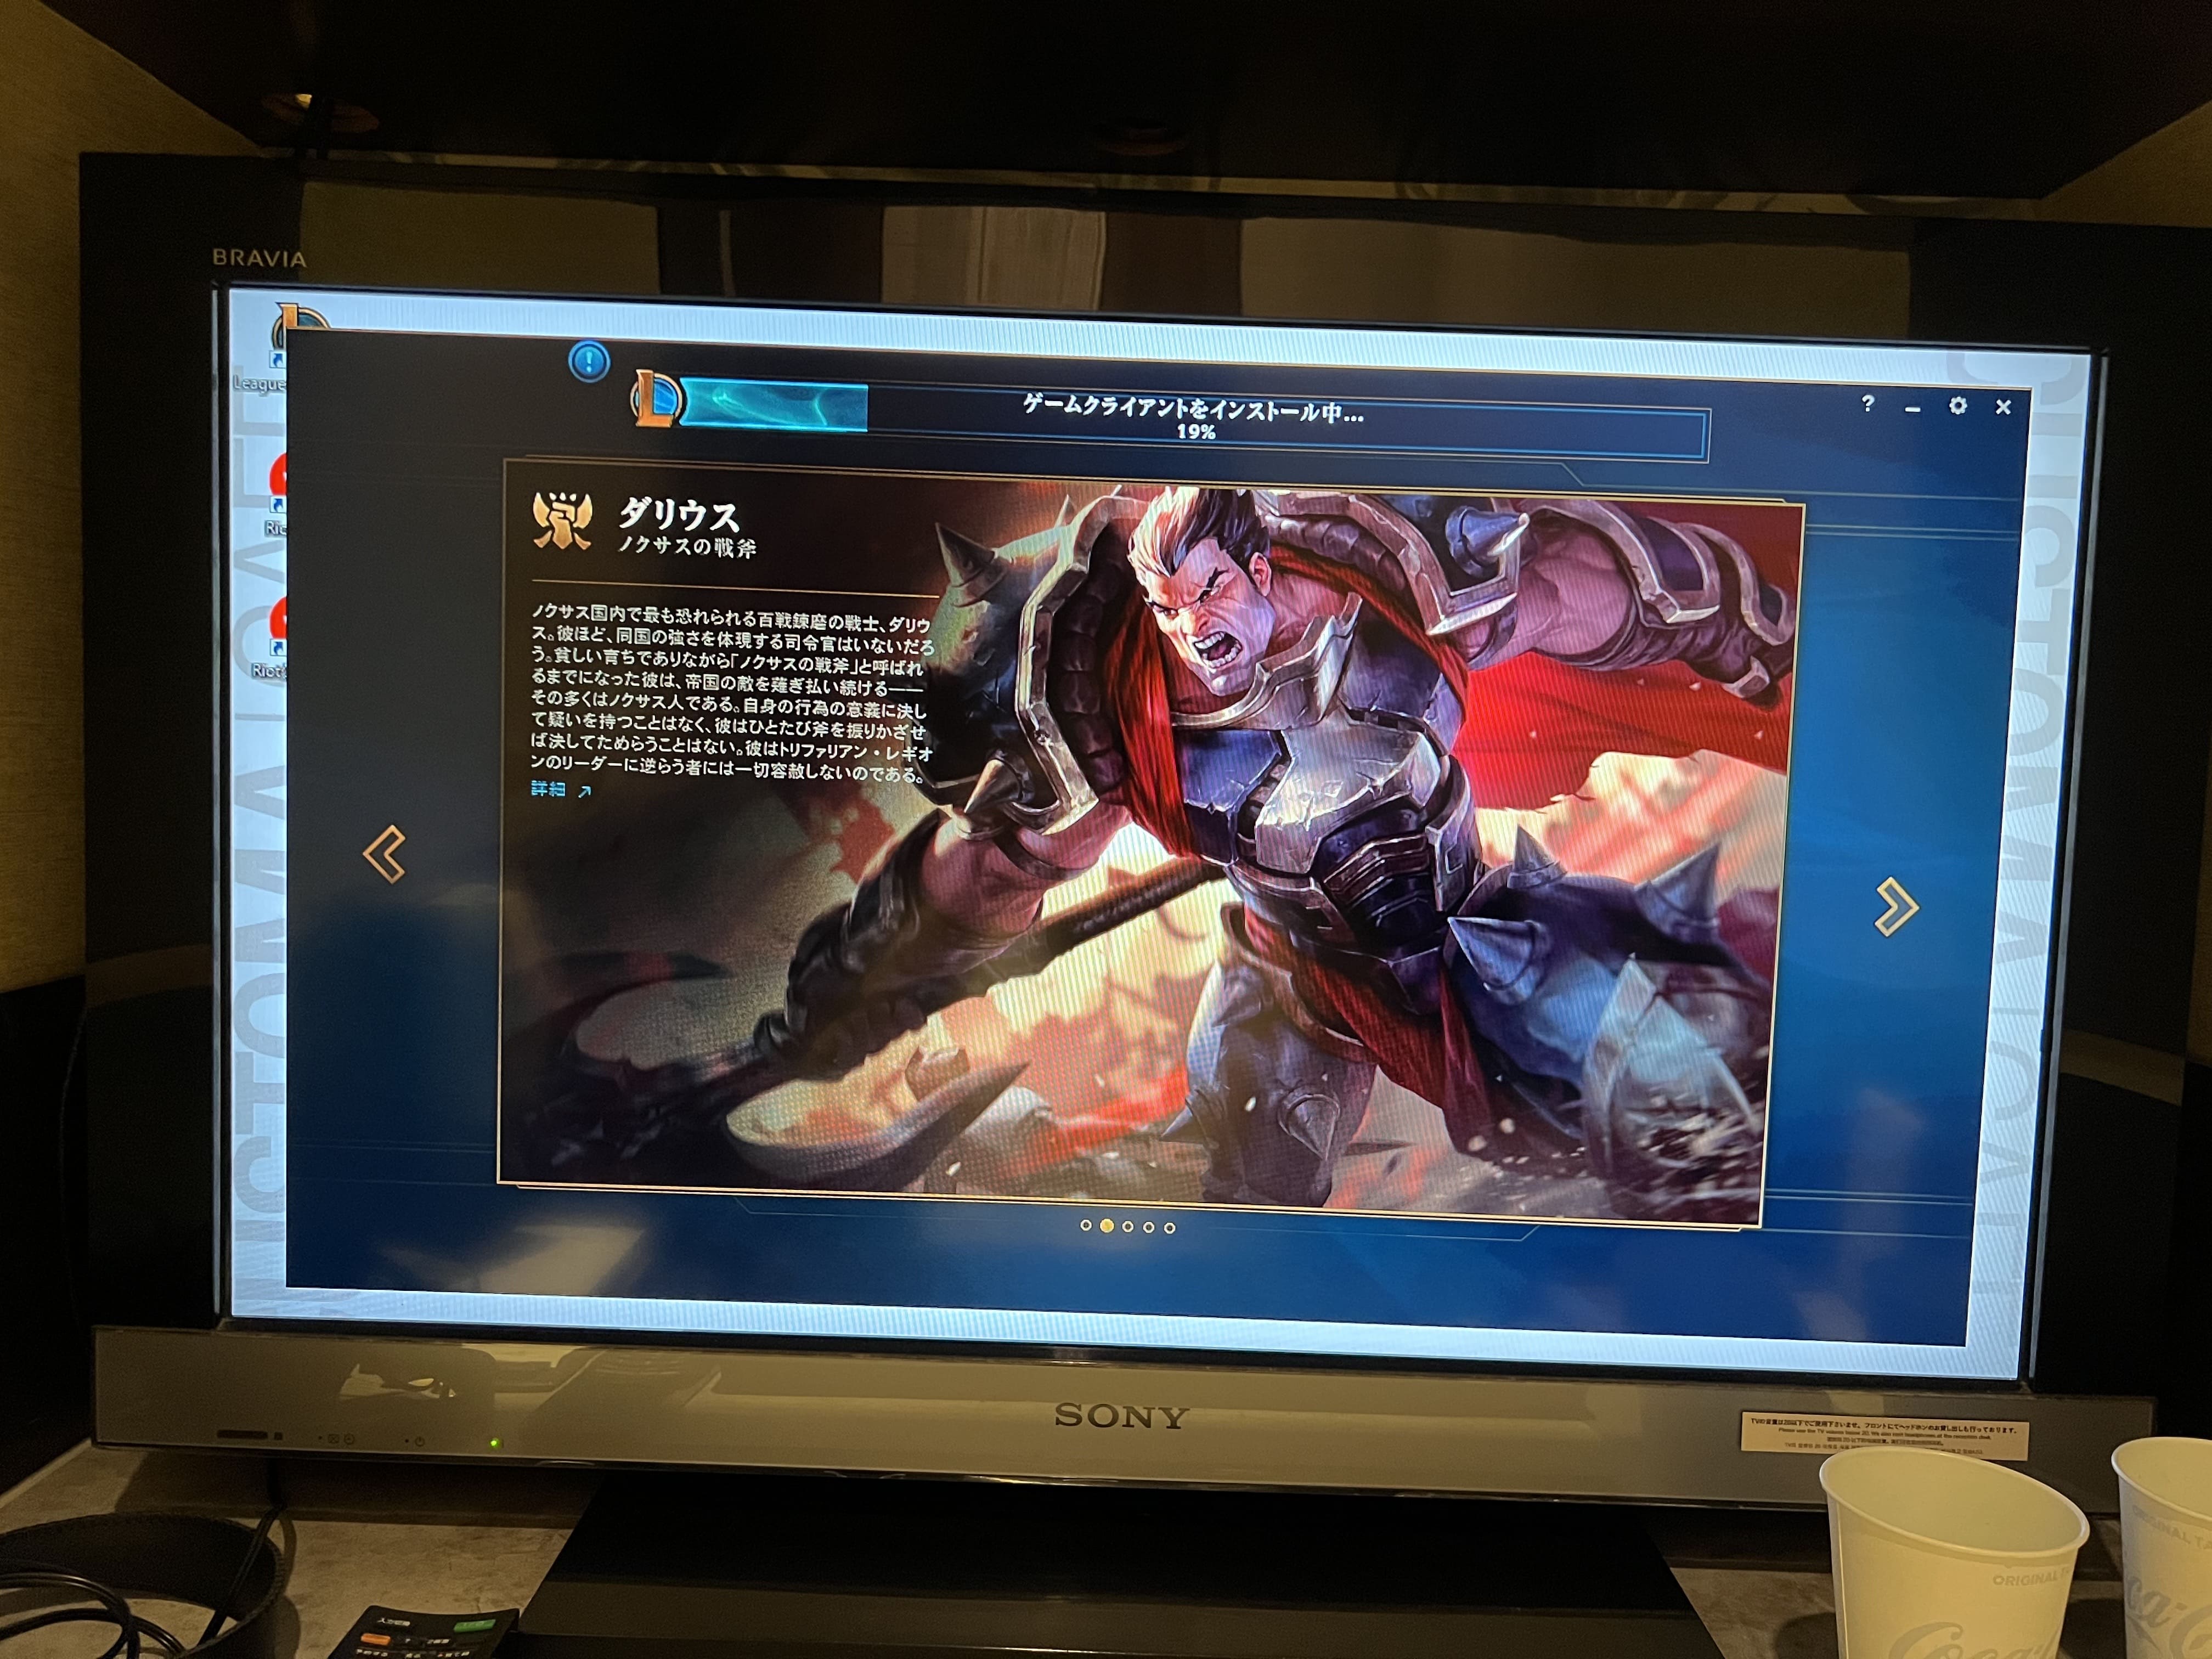 BRAVIA
League
ゲームクライアントをインストール中...
19%
?
Riot
ダリウス
ノクサスの戦斧
ノクサス国内で最も恐れられる百戦錬磨の戦士、ダリウ
ス。彼ほど、同国の強さを体現する司令官はいないだろ
う。貧しい育ちでありながら「ノクサスの戦斧」と呼ばれ
るまでになった彼は、帝国の敵を薙ぎ払い続ける――
その多くはノクサス人である。自身の行為の意義に決し
て疑いを持つことはなく、彼はひとたび斧を振りかざせ
ば決してためらうことはない。彼はトリファリアン・レギオ
ンのリーダーに逆らう者には一切容赦しないのである。
詳細
SONY
TVの音量は20以下でご使用下さいませ。フロントにてヘッドホンのお貸し出しも行っております。
Please use the TV volume below 20. We also rent headphones at the reception desk.
入力切換
ORIGINAL
Coca
ORIGINAL TA